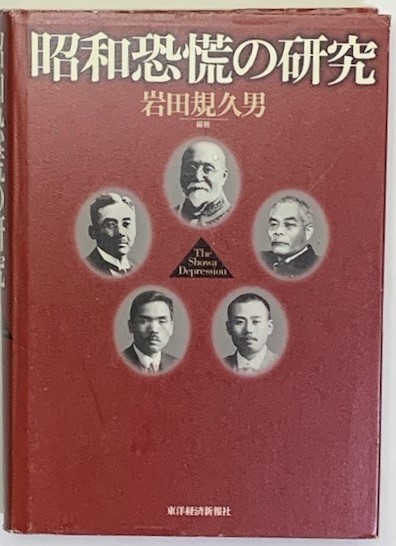 昭和恐慌の研究
岩田規久男
編著
The
Showa
Depression
東洋経済新報社